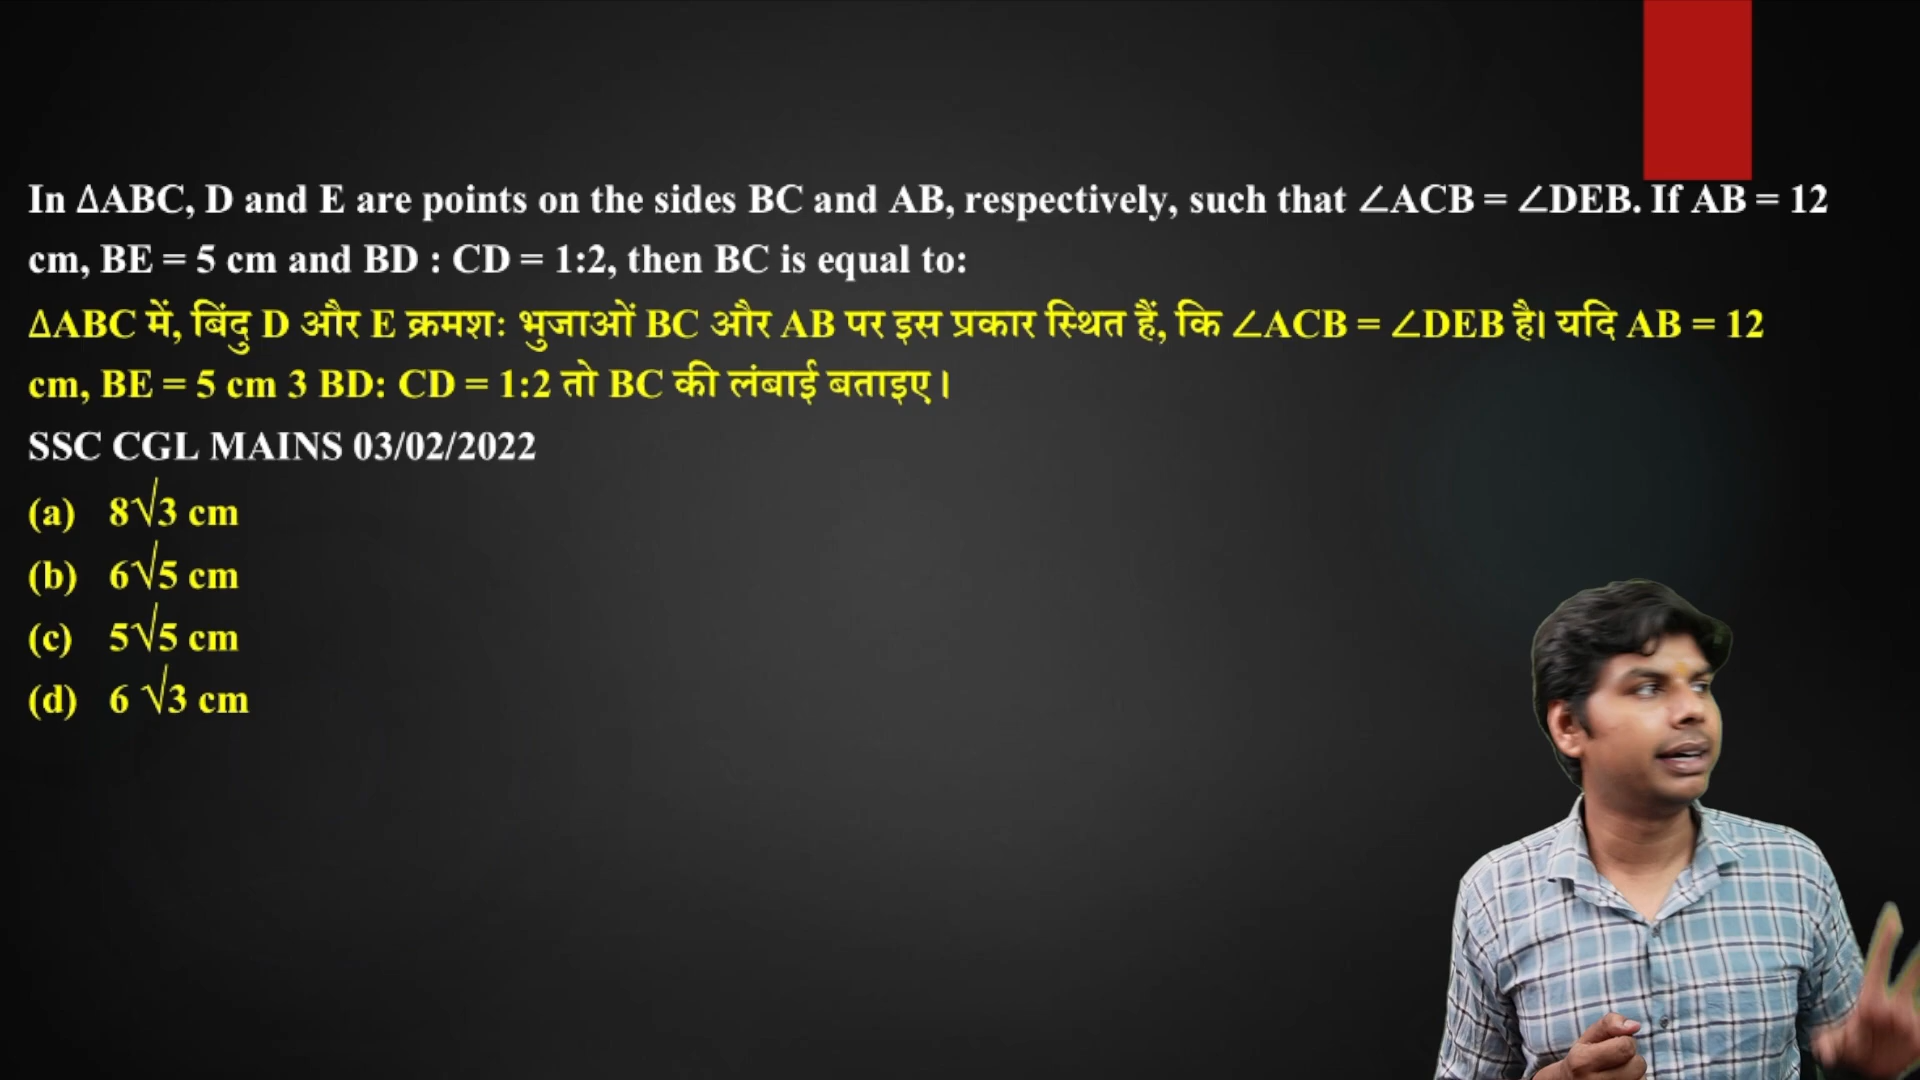 In ΔABC, D and E are points on the sides BC and AB, respectively, such that ∠ACB = ∠DEB. If AB = 12
cm, BE = 5 cm and BD : CD = 1:2, then BC is equal to:
ΔABC में, बिंदु D और E क्रमश: भुजाओं BC और AB पर इस प्रकार स्थित हैं, कि ∠ACB = ∠DEB है। यदि AB = 12
cm, BE = 5 cm 3 BD: CD = 1:2 तो BC की लंबाई बताइए।
SSC CGL MAINS 03/02/2022
(a) 8√3 cm
(b) 6√5 cm
(c) 5√5 cm
(d) 6 √3 cm